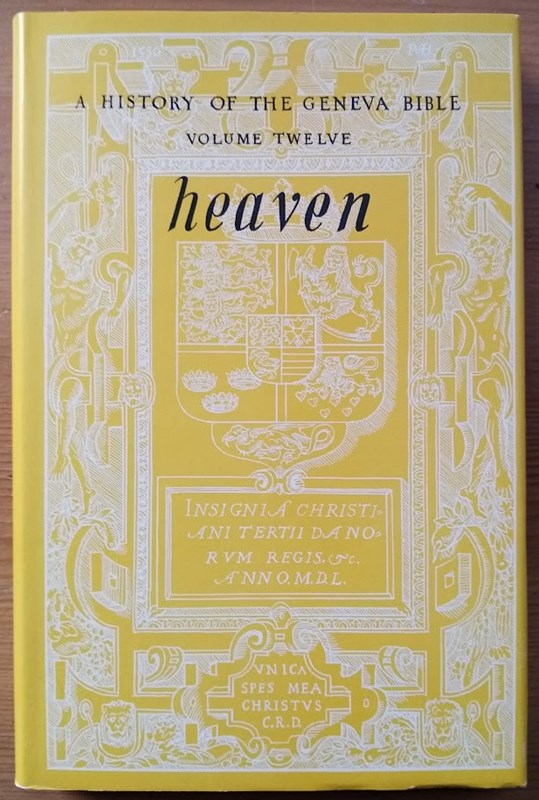 1550
A HISTORY OF THE GENEVA BIBLE
VOLUME TWELVE
heaven
INSIGNIA CHRISTI-
ANI TERTII DANO-
RVM REGIS.&c.
ANNO.M.D.L.
VNICA
SPES MEA
CHRISTVS
C.R.D.